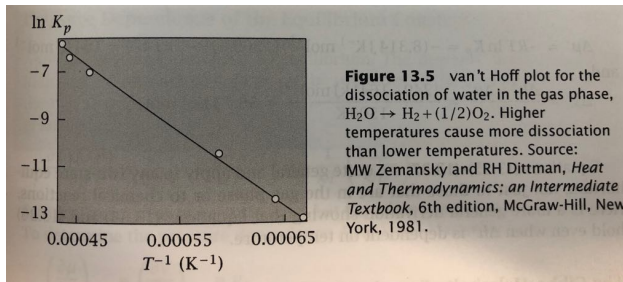 ln Kₚ
−7
−9
−11
−13
0.00045 0.00055 0.00065
T⁻¹ (K⁻¹)
Figure 13.5 van't Hoff plot for the
dissociation of water in the gas phase,
H₂O → H₂ + (1/2)O₂. Higher
temperatures cause more dissociation
than lower temperatures. Source:
MW Zemansky and RH Dittman, Heat
and Thermodynamics: an Intermediate
Textbook, 6th edition, McGraw-Hill, New
York, 1981.